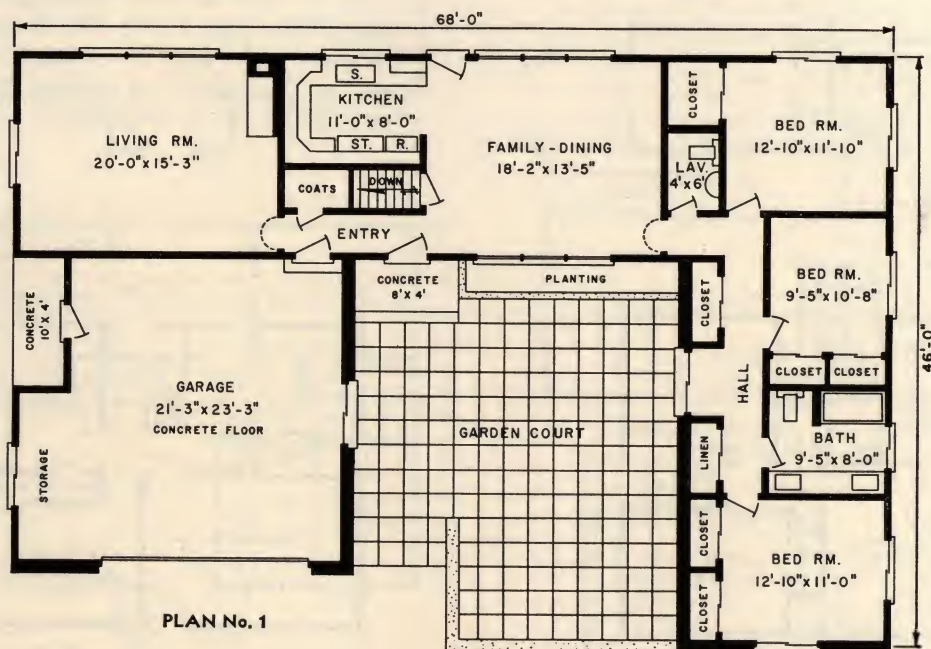 68'-0"
LIVING RM.
20'-0" x 15'-3"
S.
KITCHEN
11'-0" x 8'-0"
ST.
R.
COATS
DOWN
ENTRY
FAMILY - DINING
18'-2" x 13'-5"
CLOSET
LAV.
4' x 6'
BED RM.
12'-10" x 11'-10"
CONCRETE
10' x 4'
GARAGE
21'-3" x 23'-3"
CONCRETE FLOOR
STORAGE
CONCRETE
8' x 4'
PLANTING
GARDEN COURT
CLOSET
HALL
BED RM.
9'-5" x 10'-8"
CLOSET
CLOSET
46'-0"
LINEN
BATH
9'-5" x 8'-0"
CLOSET
CLOSET
BED RM.
12'-10" x 11'-0"
PLAN No. 1